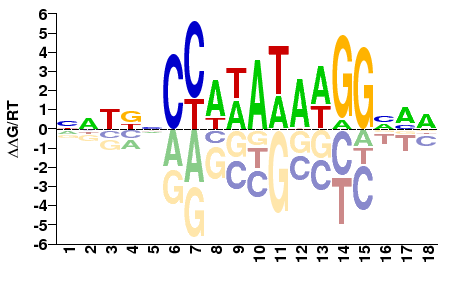 6
5
4
3
2
1
0
-1
-2
-3
-4
-5
-6
ΔΔG/RT
C A T G C C A T A T A A G G C A A
T C T A T A A T A C A
A G C C A G C G G G G C A T T C
G A G G C T C C T C
1 2 3 4 5 6 7 8 9 10 11 12 13 14 15 16 17 18